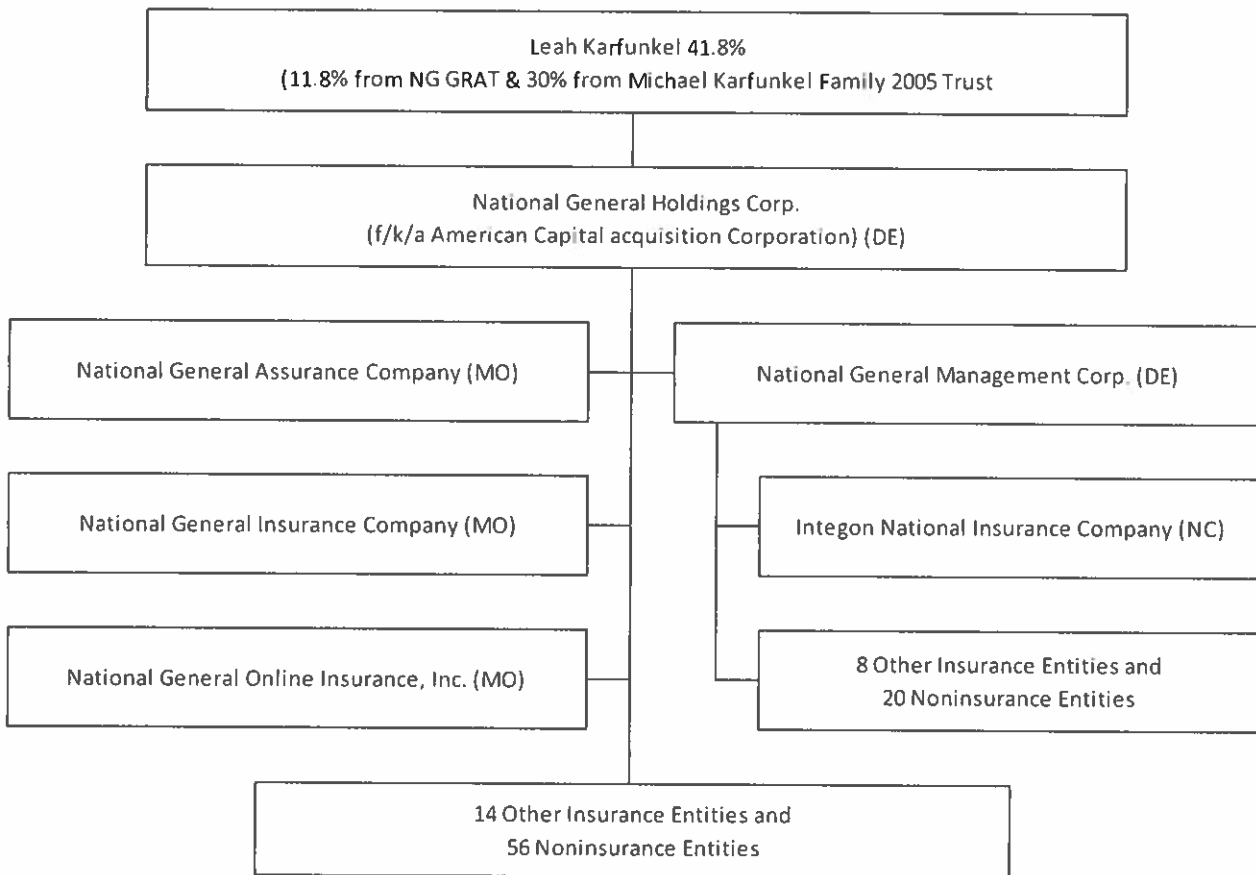 Leah Karfunkel 41.8%
(11.8% from NG GRAT & 30% from Michael Karfunkel Family 2005 Trust
National General Holdings Corp.
(f/k/a American Capital acquisition Corporation) (DE)
National General Assurance Company (MO)
National General Management Corp. (DE)
National General Insurance Company (MO)
Integon National Insurance Company (NC)
National General Online Insurance, Inc. (MO)
8 Other Insurance Entities and
20 Noninsurance Entities
14 Other Insurance Entities and
56 Noninsurance Entities